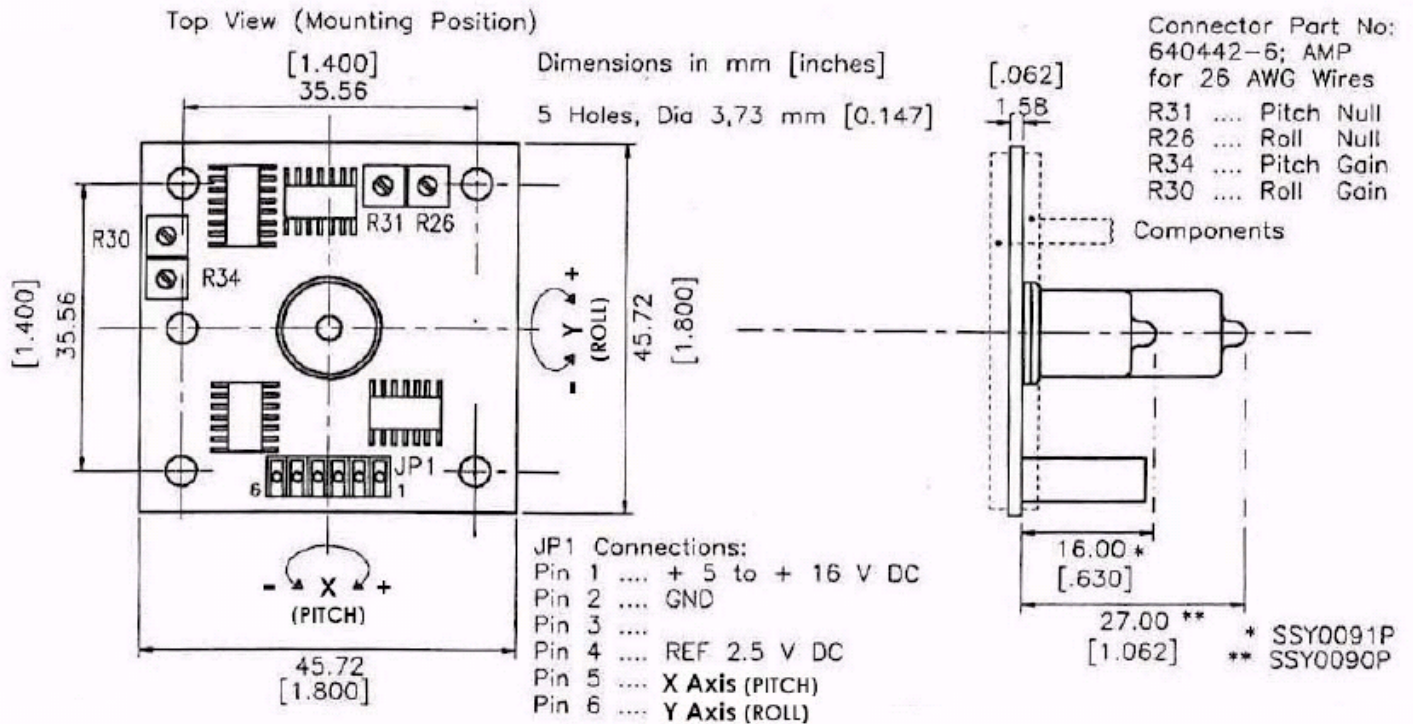 Top View (Mounting Position)
[1.400]
35.56
Dimensions in mm [inches]
5 Holes, Dia 3,73 mm [0.147]
[.062]
1.58
Connector Part No:
640442-6; AMP
for 26 AWG Wires
R31 .... Pitch Null
R26 .... Roll Null
R34 .... Pitch Gain
R30 .... Roll Gain
Components
R31 R26
R30
R34
[1.400]
35.56
+
Y
(ROLL)
-
45.72
[1.800]
JP1
6
1
- X +
(PITCH)
45.72
[1.800]
JP1 Connections:
Pin 1 .... + 5 to + 16 V DC
Pin 2 .... GND
Pin 3 ....
Pin 4 .... REF 2.5 V DC
Pin 5 .... X Axis (PITCH)
Pin 6 .... Y Axis (ROLL)
16.00 *
[.630]
27.00 **
[1.062]
* SSY0091P
** SSY0090P